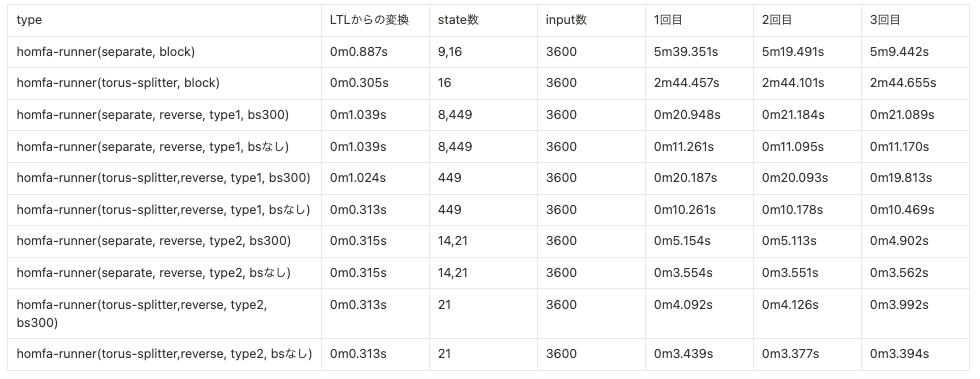 type LTLからの変換 state数 input数 1回目 2回目 3回目
homfa-runner(separate, block) 0m0.887s 9,16 3600 5m39.351s 5m19.491s 5m9.442s
homfa-runner(torus-splitter, block) 0m0.305s 16 3600 2m44.457s 2m44.101s 2m44.655s
homfa-runner(separate, reverse, type1, bs300) 0m1.039s 8,449 3600 0m20.948s 0m21.184s 0m21.089s
homfa-runner(separate, reverse, type1, bsなし) 0m1.039s 8,449 3600 0m11.261s 0m11.095s 0m11.170s
homfa-runner(torus-splitter,reverse, type1, bs300) 0m1.024s 449 3600 0m20.187s 0m20.093s 0m19.813s
homfa-runner(torus-splitter,reverse, type1, bsなし) 0m0.313s 449 3600 0m10.261s 0m10.178s 0m10.469s
homfa-runner(separate, reverse, type2, bs300) 0m0.315s 14,21 3600 0m5.154s 0m5.113s 0m4.902s
homfa-runner(separate, reverse, type2, bsなし) 0m0.315s 14,21 3600 0m3.554s 0m3.551s 0m3.562s
homfa-runner(torus-splitter,reverse, type2, 0m0.313s 21 3600 0m4.092s 0m4.126s 0m3.992s
bs300)
homfa-runner(torus-splitter,reverse, type2, bsなし) 0m0.313s 21 3600 0m3.439s 0m3.377s 0m3.394s